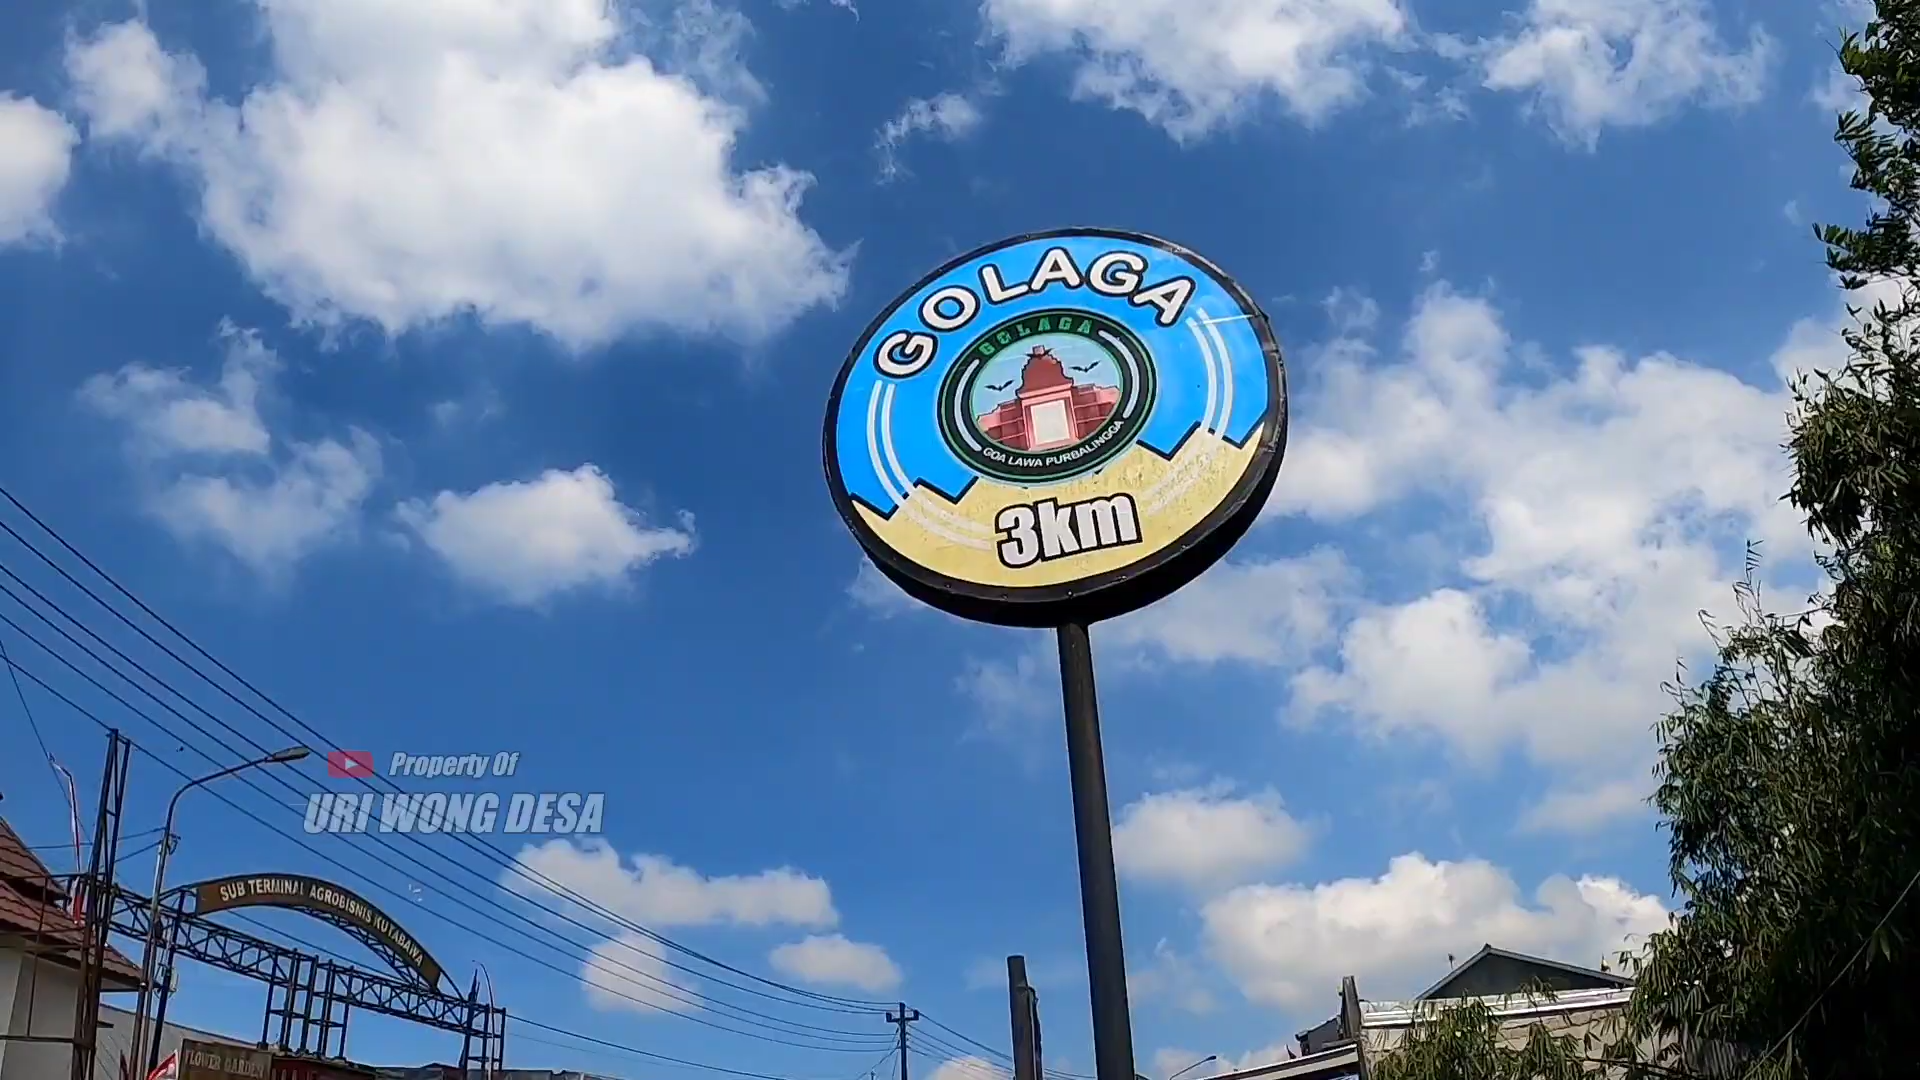 GOLAGA
GOLAGA
GOA LAWA PURBALINGGA
3km
Property Of
URI WONG DESA
SUB TERMINAL AGROBISNIS KUTABAWA
FLOWER GARDEN